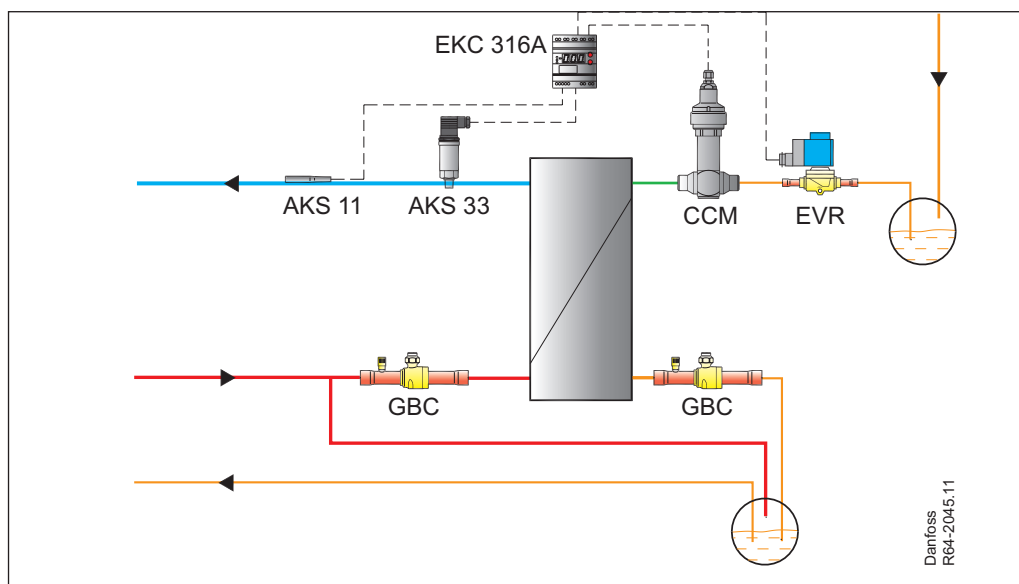 EKC 316A
AKS 11
AKS 33
CCM
EVR
GBC
GBC
Danfoss
R64-2045.11